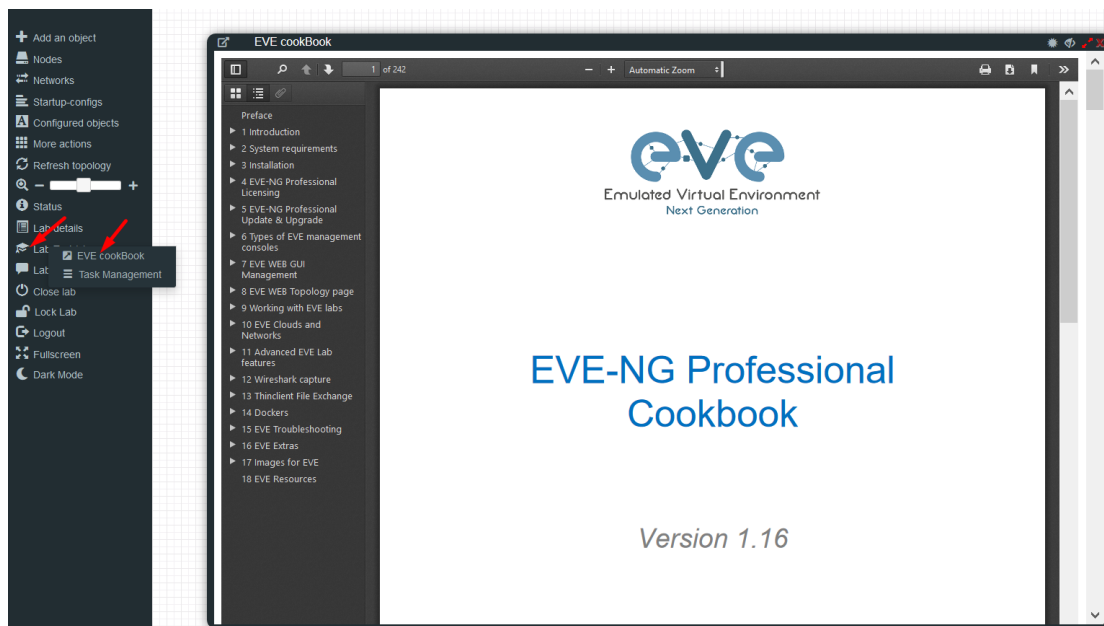 Add an object
Nodes
Networks
Startup-configs
Configured objects
More actions
Refresh topology
Status
Lab details
Lab
EVE cookBook
Lab
Task Management
Close lab
Lock Lab
Logout
Fullscreen
Dark Mode
EVE cookBook
1 of 242
Automatic Zoom
Preface
1 Introduction
2 System requirements
3 Installation
4 EVE-NG Professional
Licensing
5 EVE-NG Professional
Update & Upgrade
6 Types of EVE management
consoles
7 EVE WEB GUI
Management
8 EVE WEB Topology page
9 Working with EVE labs
10 EVE Clouds and
Networks
11 Advanced EVE Lab
features
12 Wireshark capture
13 Thinclient File Exchange
14 Dockers
15 EVE Troubleshooting
16 EVE Extras
17 Images for EVE
18 EVE Resources
eve
Emulated Virtual Environment
Next Generation
EVE-NG Professional
Cookbook
Version 1.16